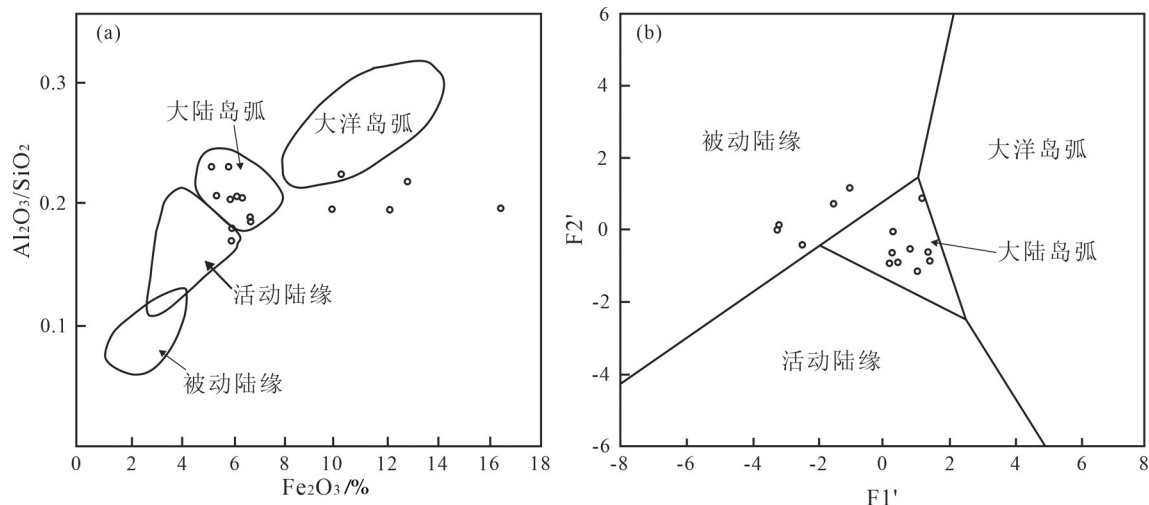 (a)
0.3
0.2
0.1
Al₂O₃/SiO₂
大陆岛弧
大洋岛弧
活动陆缘
被动陆缘
0 2 4 6 8 10 12 14 16 18
Fe₂O₃/%
(b)
6
4
2
0
-2
-4
-6
F2'
被动陆缘
大洋岛弧
大陆岛弧
活动陆缘
-8 -6 -4 -2 0 2 4 6 8
F1'